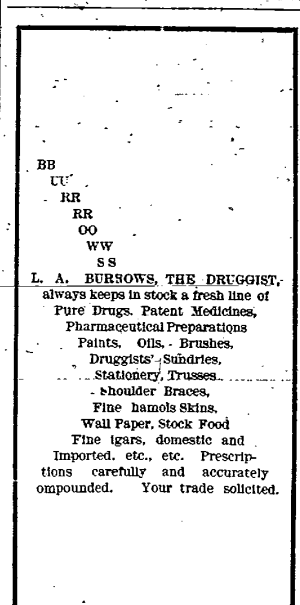 BB
UU
RR
RR
OO
WW
S S
L. A. BURROWS, THE DRUGGIST,
always keeps in stock a fresh line of
Pure Drugs. Patent Medicines,
Pharmaceutical Preparations
Paints, Oils, Brushes,
Druggists' Sundries,
Stationery, Trusses
Shoulder Braces,
Fine hamois Skins,
Wall Paper, Stock Food
Fine igars, domestic and
Imported. etc., etc. Prescrip-
tions carefully and accurately
ompounded. Your trade solicited.